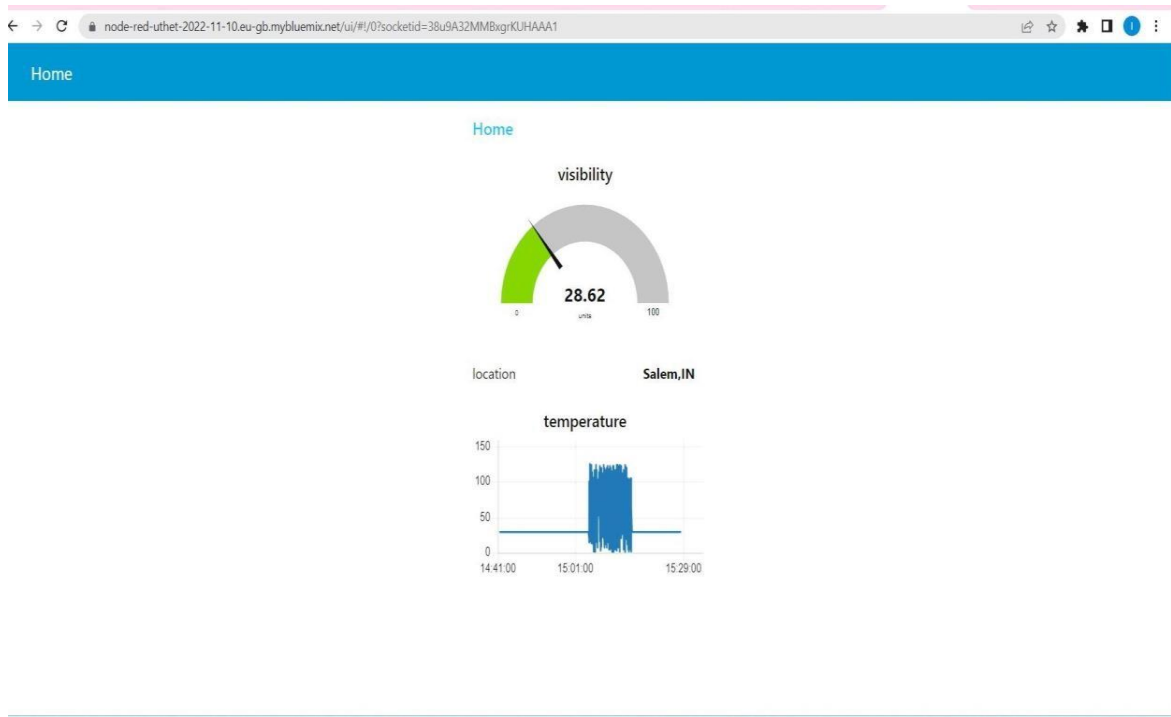 node-red-uthet-2022-11-10.eu-gb.mybluemix.net/ui/#!/0?socketid=38u9A32MMBxgrKUHAAA1
I
Home
Home
visibility
28.62
0 units 100
location Salem,IN
temperature
150
100
50
0
14:41:00 15:01:00 15:29:00